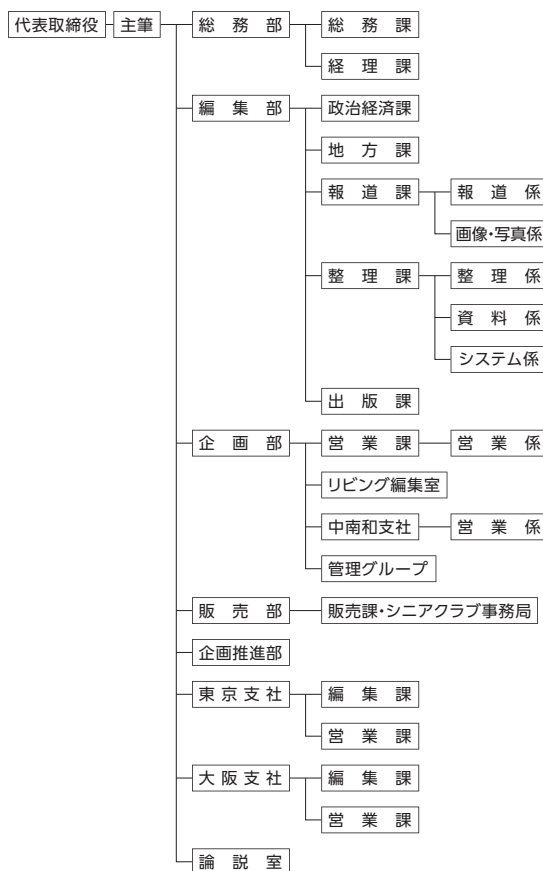 代表取締役 主筆 総務部 総務課
経理課
編集部 政治経済課
地方課
報道課 報道係
画像・写真係
整理課 整理係
資料係
システム係
出版課
企画部 営業課 営業係
リビング編集室
中南和支社 営業係
管理グループ
販売部 販売課・シニアクラブ事務局
企画推進部
東京支社 編集課
営業課
大阪支社 編集課
営業課
論説室